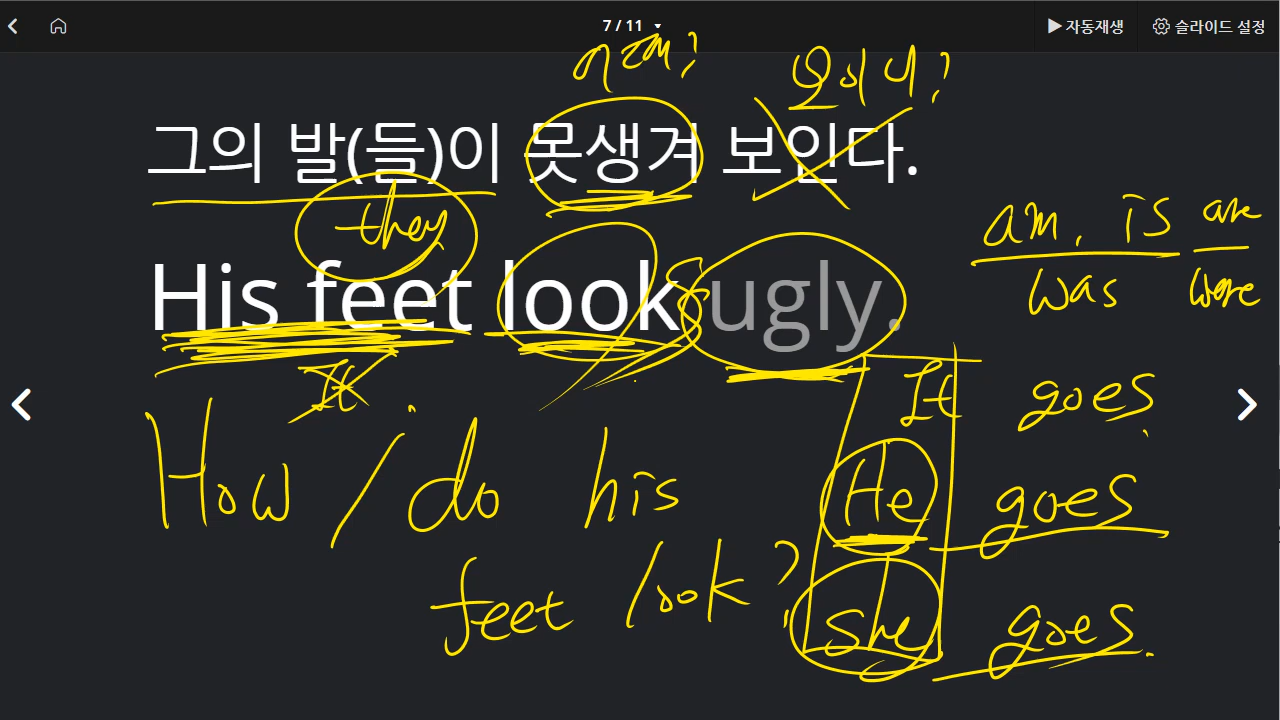 7 / 11
자동재생
슬라이드 설정
어때?
보이니?
그의 발(들)이 못생겨 보인다.
they
am, is are
was were
His feet look ugly.
It
It goes
How / do his
He goes
feet look?
she goes